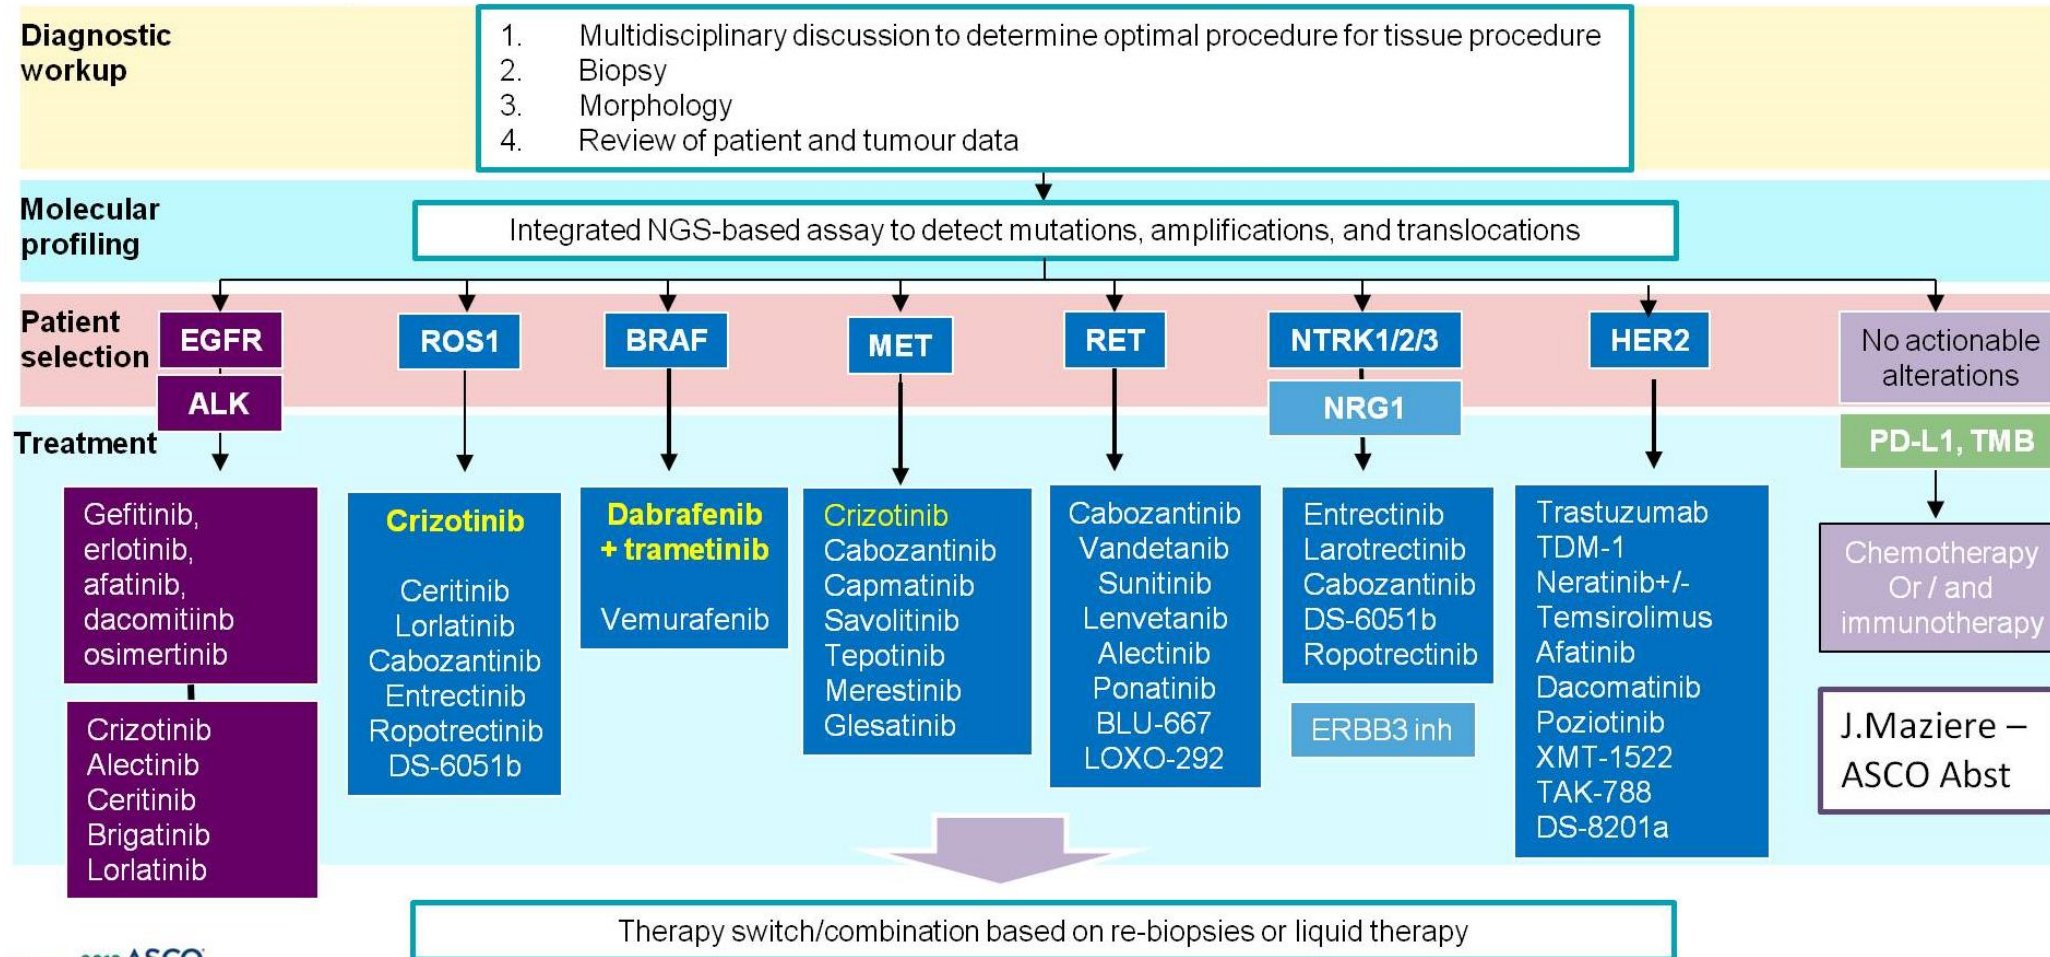 Diagnostic
workup
1. Multidisciplinary discussion to determine optimal procedure for tissue procedure
2. Biopsy
3. Morphology
4. Review of patient and tumour data
Molecular
profiling
Integrated NGS-based assay to detect mutations, amplifications, and translocations
Patient
selection
EGFR
ALK
ROS1
BRAF
MET
RET
NTRK1/2/3
NRG1
HER2
No actionable
alterations
PD-L1, TMB
Treatment
Gefitinib,
erlotinib,
afatinib,
dacomitiinb
osimertinib
Crizotinib
Alectinib
Ceritinib
Brigatinib
Lorlatinib
Crizotinib
Ceritinib
Lorlatinib
Cabozantinib
Entrectinib
Ropotrectinib
DS-6051b
Dabrafenib
+ trametinib
Vemurafenib
Crizotinib
Cabozantinib
Capmatinib
Savolitinib
Tepotinib
Merestinib
Glesatinib
Cabozantinib
Vandetanib
Sunitinib
Lenvetanib
Alectinib
Ponatinib
BLU-667
LOXO-292
Entrectinib
Larotrectinib
Cabozantinib
DS-6051b
Ropotrectinib
ERBB3 inh
Trastuzumab
TDM-1
Neratinib+/-
Temsirolimus
Afatinib
Dacomatinib
Poziotinib
XMT-1522
TAK-788
DS-8201a
Chemotherapy
Or / and
immunotherapy
J.Maziere –
ASCO Abst
Therapy switch/combination based on re-biopsies or liquid therapy
ASCO